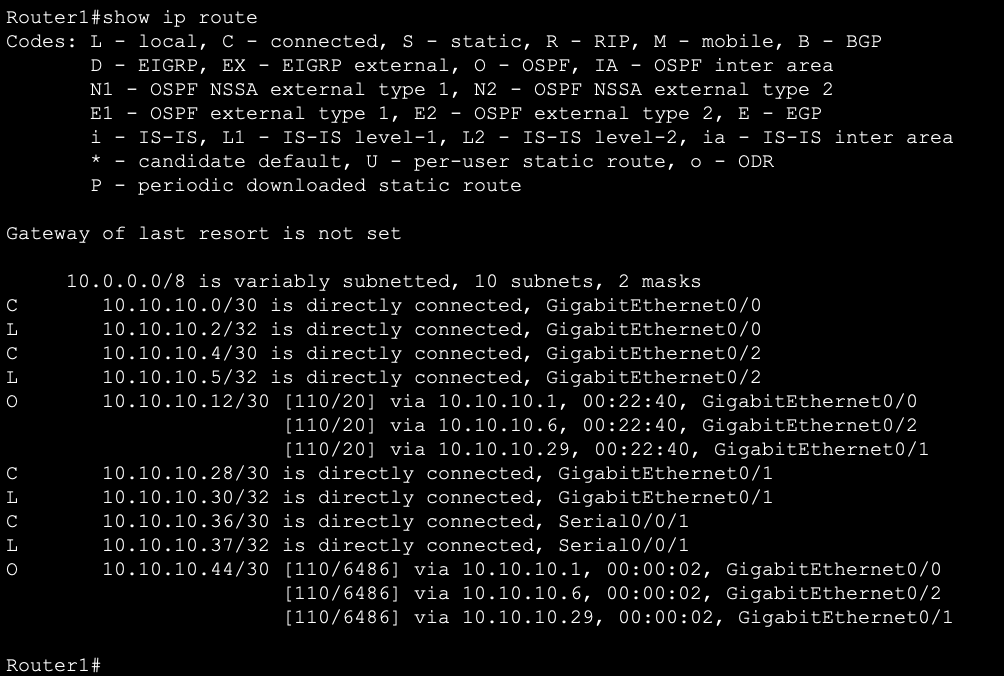 Router1#show ip route
Codes: L - local, C - connected, S - static, R - RIP, M - mobile, B - BGP
       D - EIGRP, EX - EIGRP external, O - OSPF, IA - OSPF inter area
       N1 - OSPF NSSA external type 1, N2 - OSPF NSSA external type 2
       E1 - OSPF external type 1, E2 - OSPF external type 2, E - EGP
       i - IS-IS, L1 - IS-IS level-1, L2 - IS-IS level-2, ia - IS-IS inter area
       * - candidate default, U - per-user static route, o - ODR
       P - periodic downloaded static route

Gateway of last resort is not set

     10.0.0.0/8 is variably subnetted, 10 subnets, 2 masks
C       10.10.10.0/30 is directly connected, GigabitEthernet0/0
L       10.10.10.2/32 is directly connected, GigabitEthernet0/0
C       10.10.10.4/30 is directly connected, GigabitEthernet0/2
L       10.10.10.5/32 is directly connected, GigabitEthernet0/2
O       10.10.10.12/30 [110/20] via 10.10.10.1, 00:22:40, GigabitEthernet0/0
                       [110/20] via 10.10.10.6, 00:22:40, GigabitEthernet0/2
                       [110/20] via 10.10.10.29, 00:22:40, GigabitEthernet0/1
C       10.10.10.28/30 is directly connected, GigabitEthernet0/1
L       10.10.10.30/32 is directly connected, GigabitEthernet0/1
C       10.10.10.36/30 is directly connected, Serial0/0/1
L       10.10.10.37/32 is directly connected, Serial0/0/1
O       10.10.10.44/30 [110/6486] via 10.10.10.1, 00:00:02, GigabitEthernet0/0
                       [110/6486] via 10.10.10.6, 00:00:02, GigabitEthernet0/2
                       [110/6486] via 10.10.10.29, 00:00:02, GigabitEthernet0/1

Router1#